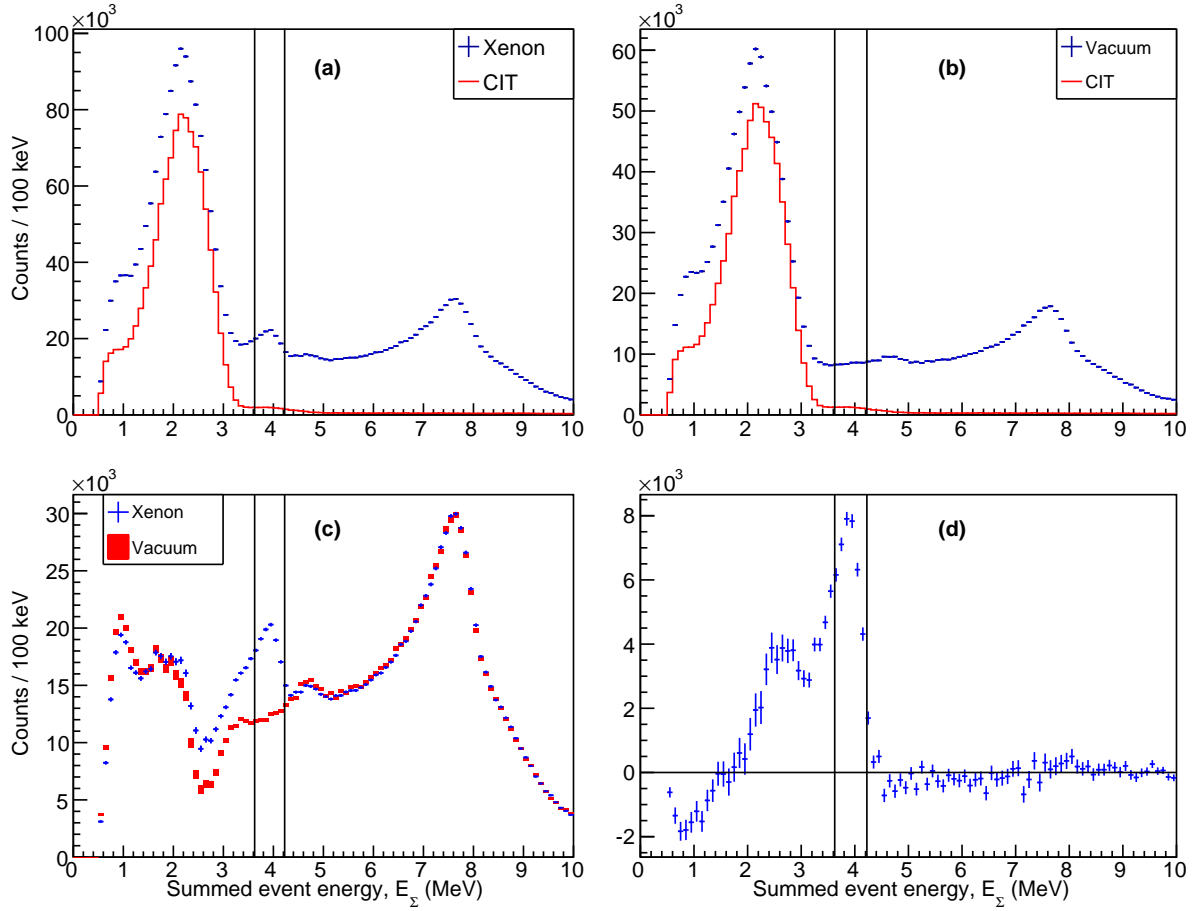 ×10³
Counts / 100 keV
100
80
60
40
20
0
0 1 2 3 4 5 6 7 8 9 10
(a)
Xenon
CIT
×10³
60
50
40
30
20
10
0
0 1 2 3 4 5 6 7 8 9 10
(b)
Vacuum
CIT
×10³
Counts / 100 keV
30
25
20
15
10
5
0
0 1 2 3 4 5 6 7 8 9 10
Xenon
Vacuum
(c)
Summed event energy, E_Σ (MeV)
×10³
8
6
4
2
0
-2
0 1 2 3 4 5 6 7 8 9 10
(d)
Summed event energy, E_Σ (MeV)